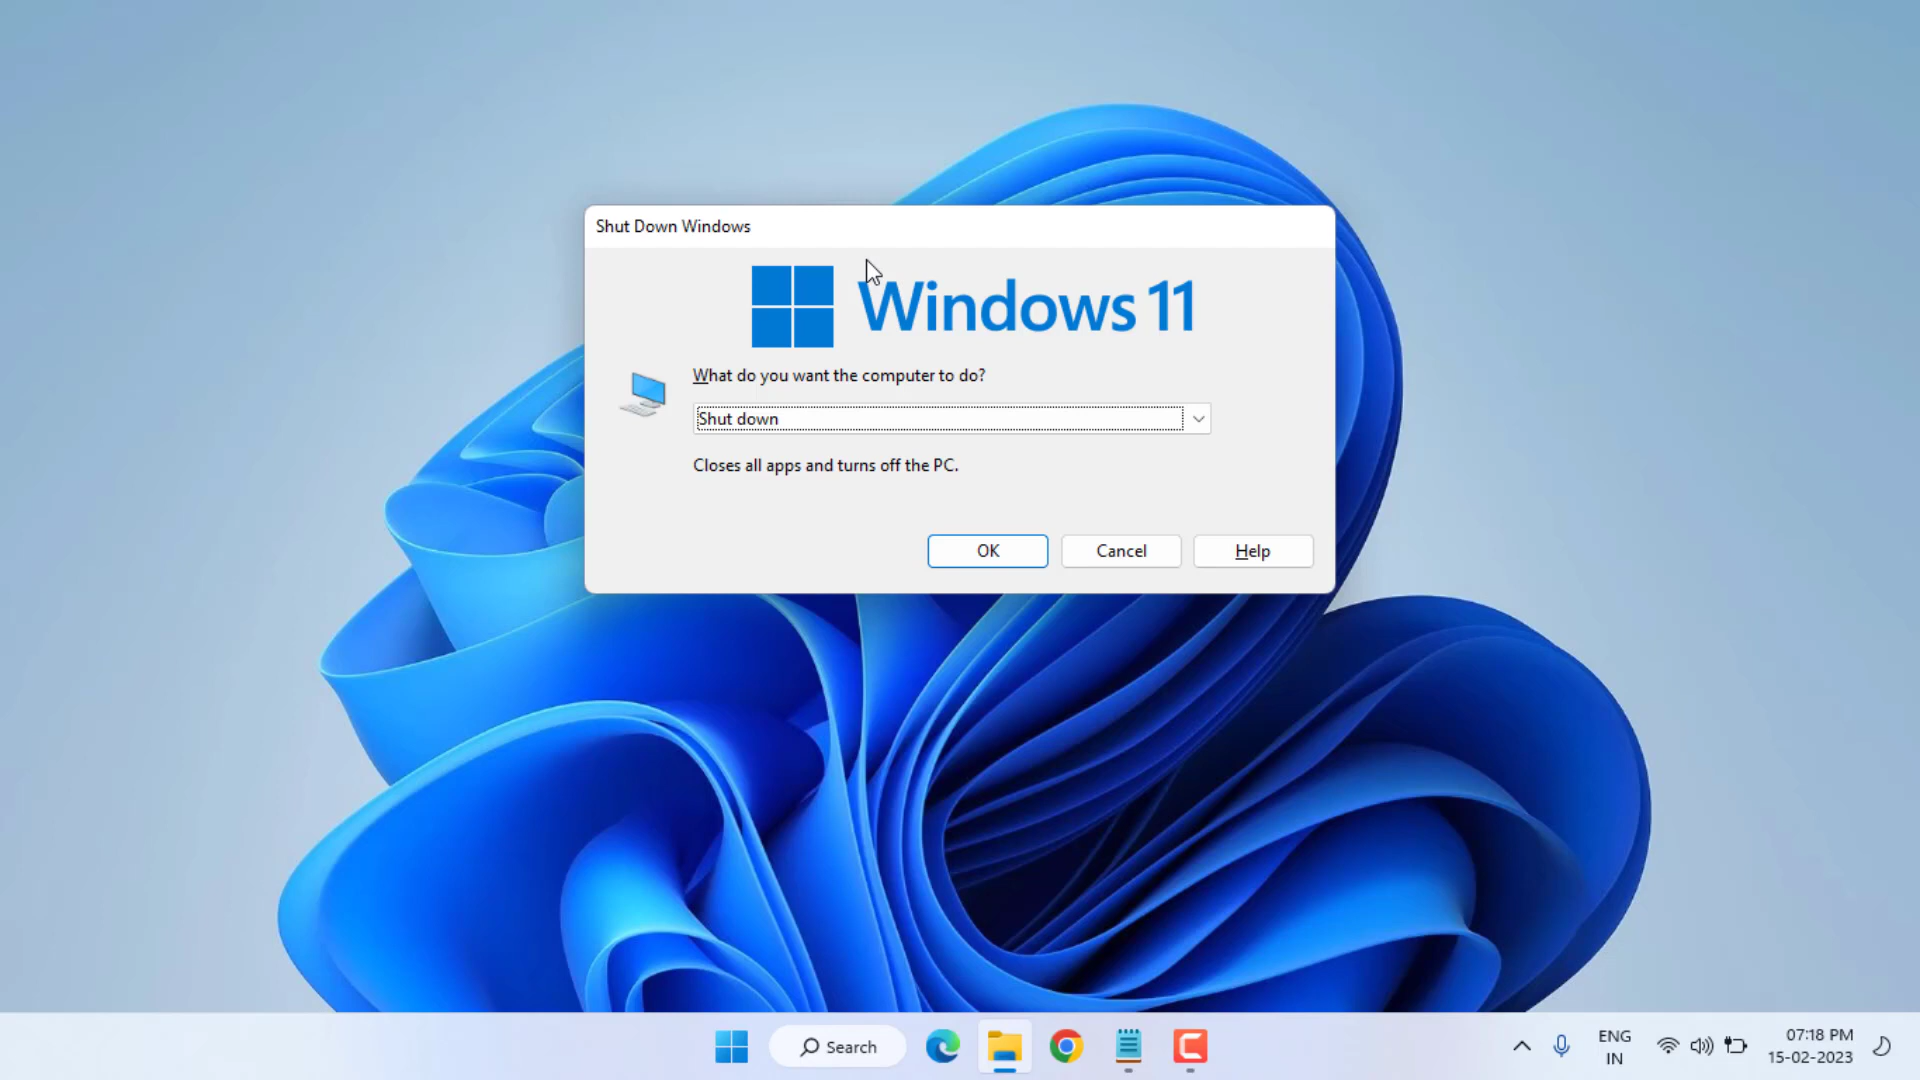 Shut Down Windows
Windows 11
What do you want the computer to do?
Shut down
Closes all apps and turns off the PC.
OK
Cancel
Help
Search
ENG
IN
07:18 PM
15-02-2023